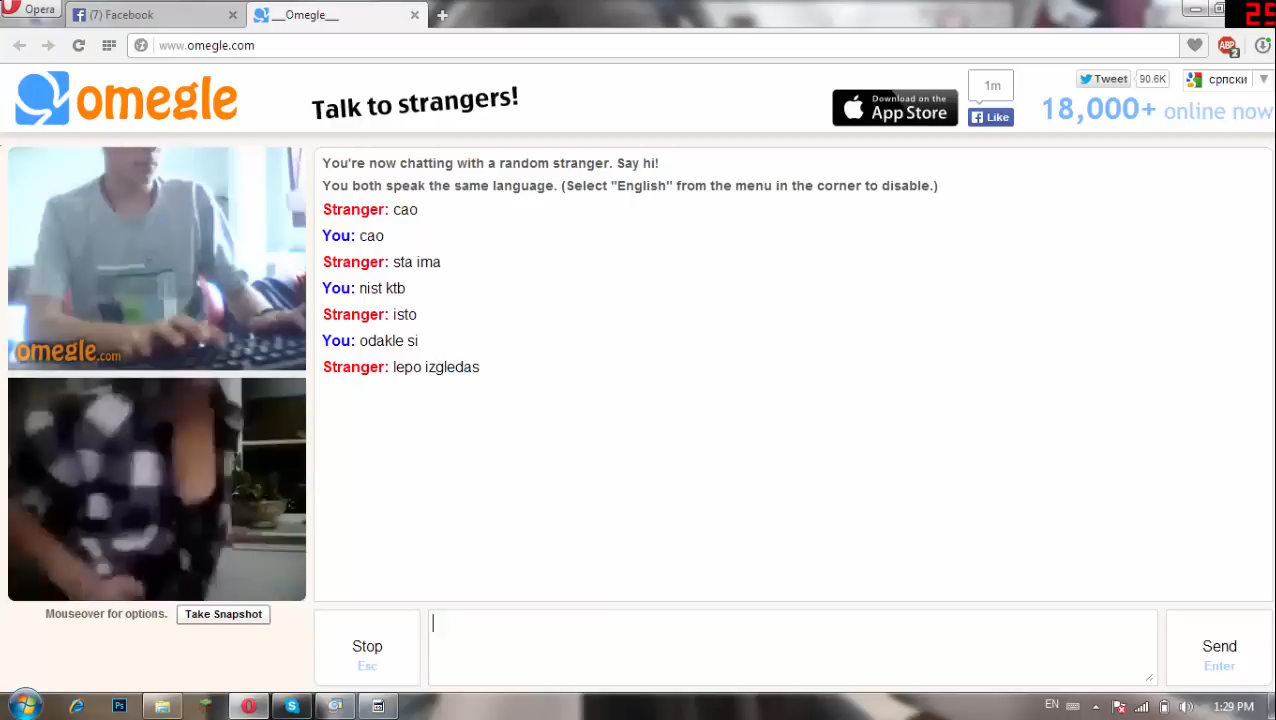 Opera
(7) Facebook
__Omegle__
25
www.omegle.com
ABP
2
omegle
Talk to strangers!
Download on the
App Store
1m
Like
Tweet
90.6K
српски
18,000+ online now
You're now chatting with a random stranger. Say hi!
You both speak the same language. (Select "English" from the menu in the corner to disable.)
Stranger: cao
You: cao
Stranger: sta ima
You: nist ktb
Stranger: isto
You: odakle si
Stranger: lepo izgledas
omegle.com
Mouseover for options.
Take Snapshot
Stop
Esc
Send
Enter
Ps
EN
1:29 PM